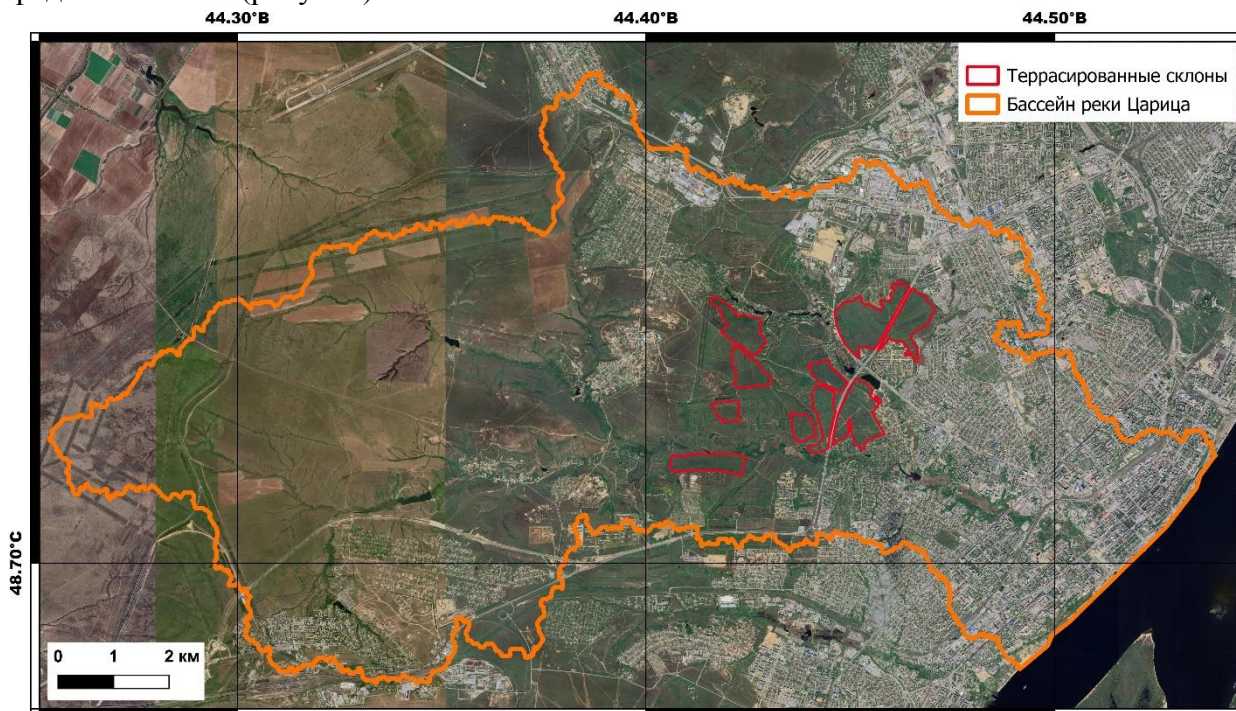 44.30°В 44.40°В 44.50°В
Террасированные склоны
Бассейн реки Царица
48.70°С
0 1 2 км